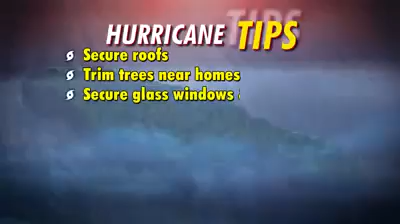 HURRICANE TIPS
Secure roofs
Trim trees near homes
Secure glass windows